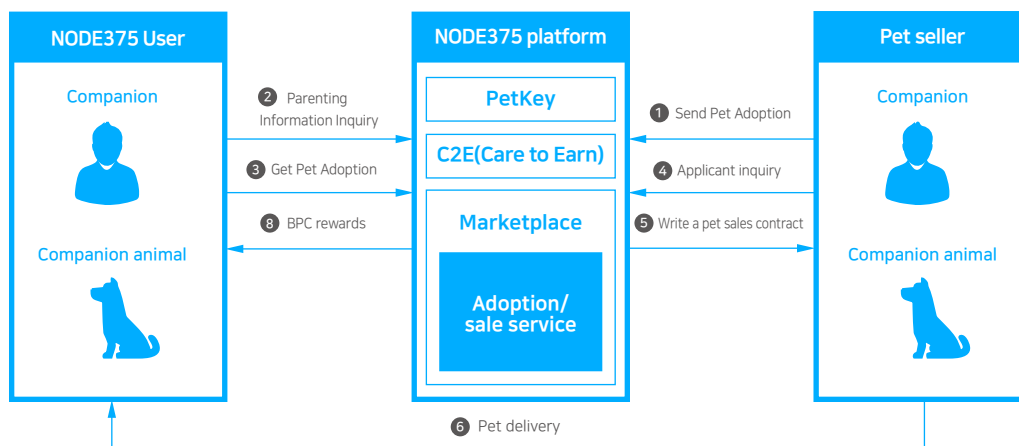 NODE375 User
NODE375 platform
Pet seller
Companion
2 Parenting
Information Inquiry
3 Get Pet Adoption
8 BPC rewards
Companion animal
PetKey
C2E(Care to Earn)
Marketplace
Adoption/
sale service
1 Send Pet Adoption
4 Applicant inquiry
5 Write a pet sales contract
Companion
Companion animal
6 Pet delivery